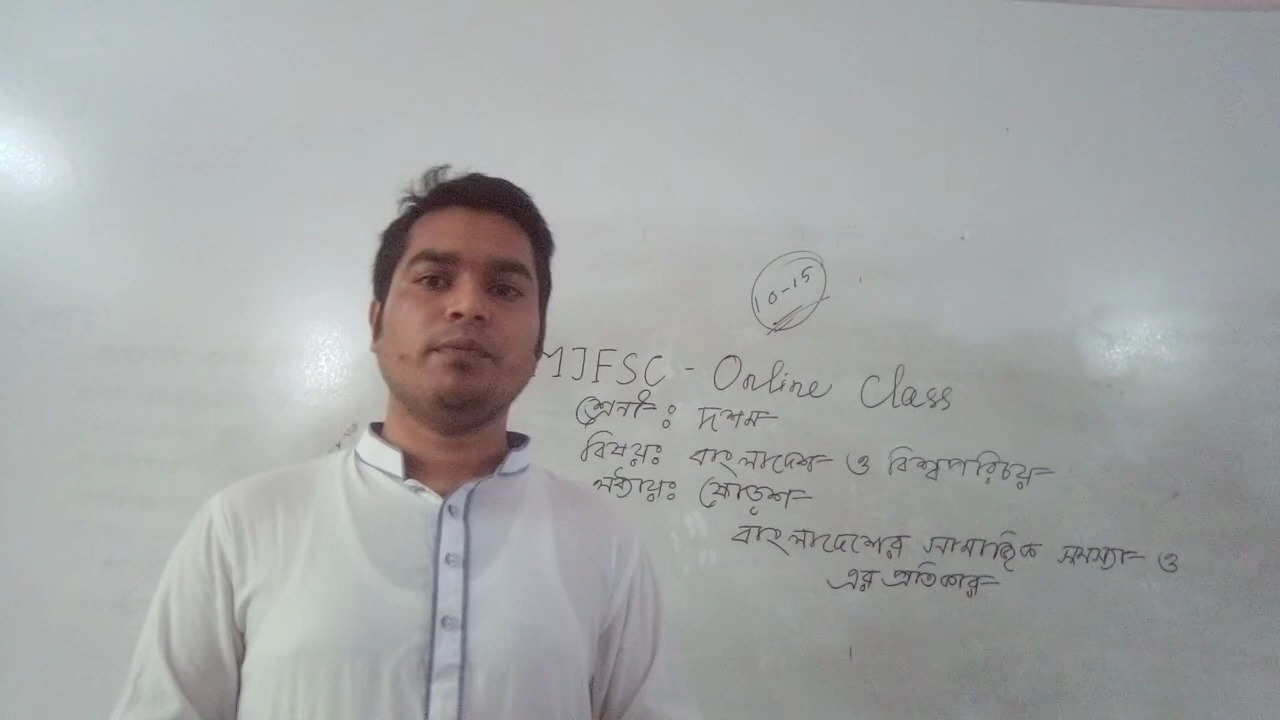 10-15
MJFSC - Online Class
শ্রেণী: দশম
বিষয়: বাংলাদেশ ও বিশ্বপরিচয়
অধ্যায়: ষোড়শ
বাংলাদেশের সামাজিক সমস্যা ও
এর প্রতিকার